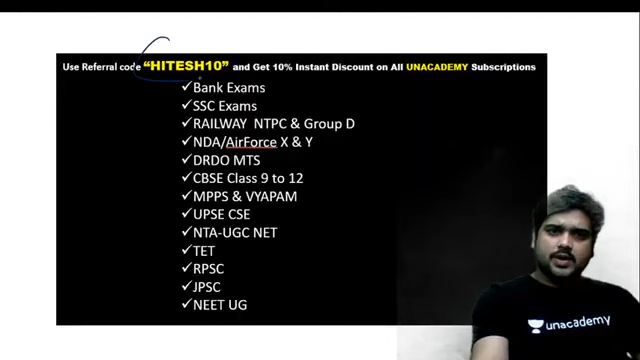 Use Referral code “HITESH10” and Get 10% Instant Discount on All UNACADEMY Subscriptions
✓Bank Exams
✓SSC Exams
✓RAILWAY NTPC & Group D
✓NDA/AirForce X & Y
✓DRDO MTS
✓CBSE Class 9 to 12
✓MPPS & VYAPAM
✓UPSE CSE
✓NTA-UGC NET
✓TET
✓RPSC
✓JPSC
✓NEET UG
unacademy